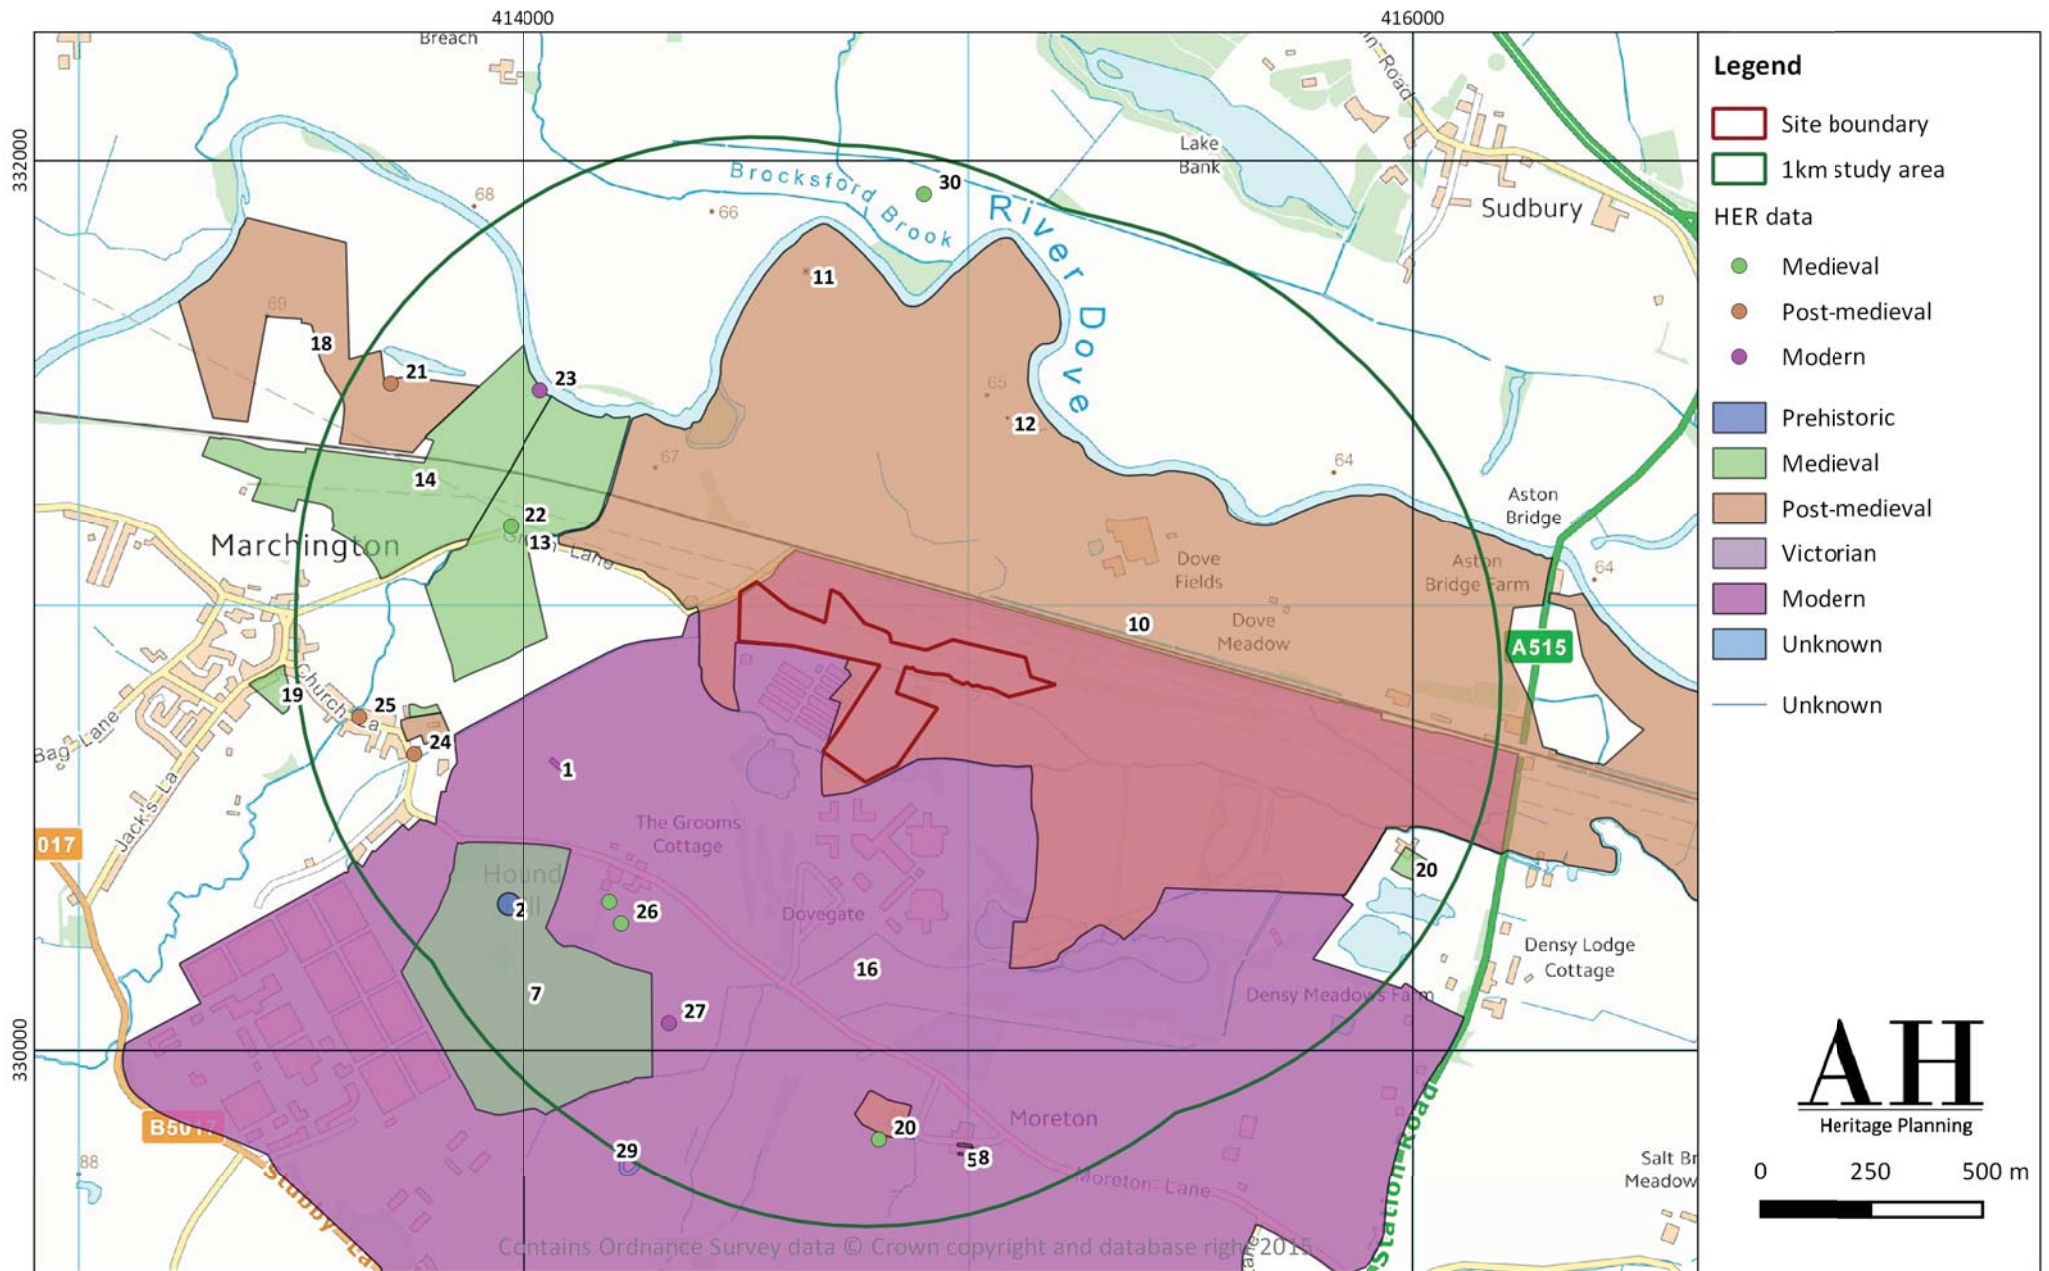 414000
416000
332000
330000
Breach
68
66
Brocksford Brook
30
River Dove
Lake
Bank
Sudbury
11
69
18
21
23
65
12
67
64
14
22
13
Marchington
Aston
Bridge
Dove
Fields
Aston
Bridge Farm
64
10
Dove
Meadow
A515
19
25
24
Bag Lane
Jack's La
1
The Grooms
Cottage
017
Hound
2
26
Dovegate
16
7
27
20
Densy Lodge
Cottage
Densy Meadows Farm
B5017
88
29
20
58
Moreton
Moreton Lane
Station Road
Salt Br
Meadow
Contains Ordnance Survey data © Crown copyright and database right 2015
Legend
Site boundary
1km study area
HER data
Medieval
Post-medieval
Modern
Prehistoric
Medieval
Post-medieval
Victorian
Modern
Unknown
Unknown
AH
Heritage Planning
0 250 500 m